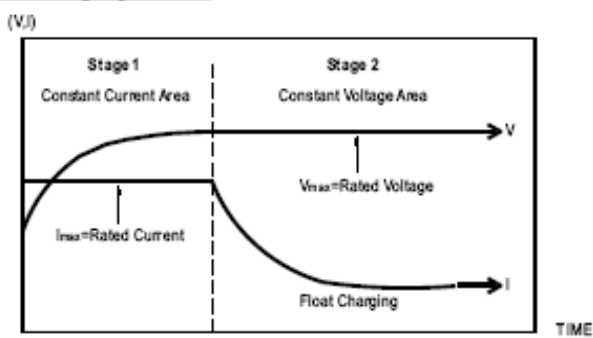 (V,I)
Stage 1
Constant Current Area
Stage 2
Constant Voltage Area
V
Vmax=Rated Voltage
Imax=Rated Current
I
Float Charging
TIME